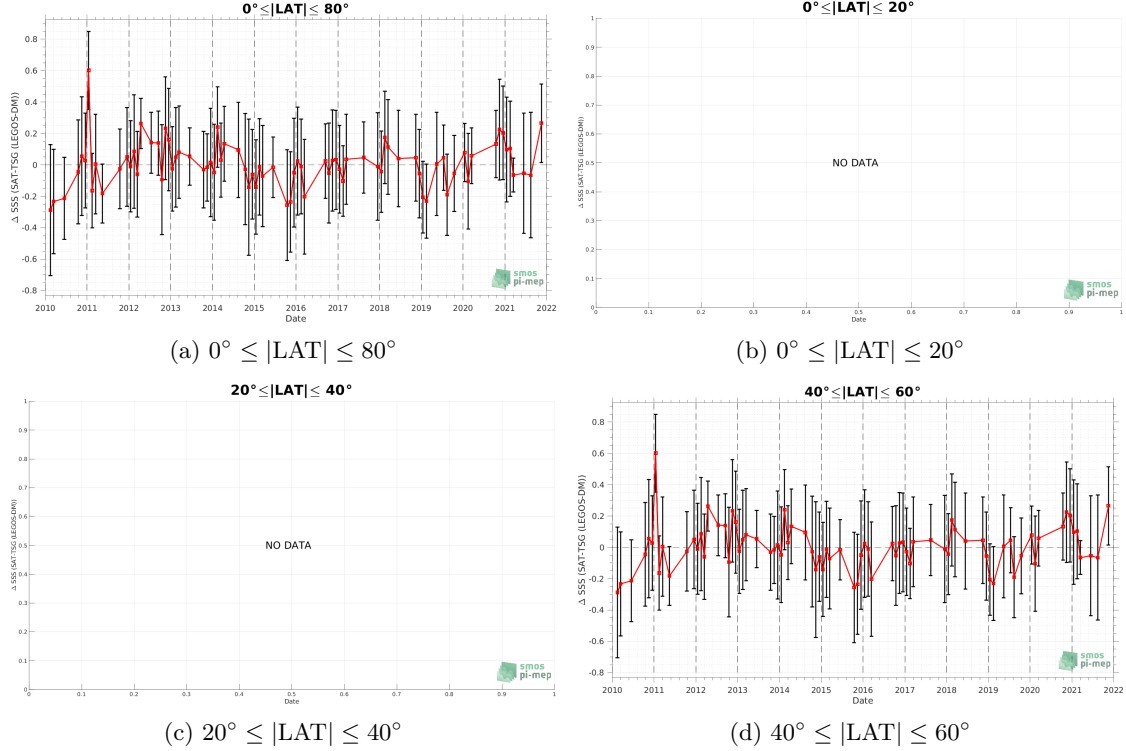 0°≤|LAT|≤ 80°
Δ SSS (SAT-TSG (LEGOS-DM))
0.8
0.6
0.4
0.2
0
-0.2
-0.4
-0.6
-0.8
2010 2011 2012 2013 2014 2015 2016 2017 2018 2019 2020 2021 2022
Date
smos
pi-mep
(a) 0° ≤ |LAT| ≤ 80°
0°≤|LAT|≤ 20°
Δ SSS (SAT-TSG (LEGOS-DM))
1
0.9
0.8
0.7
0.6
0.5
0.4
0.3
0.2
0.1
0
NO DATA
0 0.1 0.2 0.3 0.4 0.5 0.6 0.7 0.8 0.9 1
Date
smos
pi-mep
(b) 0° ≤ |LAT| ≤ 20°
20°≤|LAT|≤ 40°
Δ SSS (SAT-TSG (LEGOS-DM))
1
0.9
0.8
0.7
0.6
0.5
0.4
0.3
0.2
0.1
0
NO DATA
0 0.1 0.2 0.3 0.4 0.5 0.6 0.7 0.8 0.9 1
Date
smos
pi-mep
(c) 20° ≤ |LAT| ≤ 40°
40°≤|LAT|≤ 60°
Δ SSS (SAT-TSG (LEGOS-DM))
0.8
0.6
0.4
0.2
0
-0.2
-0.4
-0.6
-0.8
2010 2011 2012 2013 2014 2015 2016 2017 2018 2019 2020 2021 2022
Date
smos
pi-mep
(d) 40° ≤ |LAT| ≤ 60°